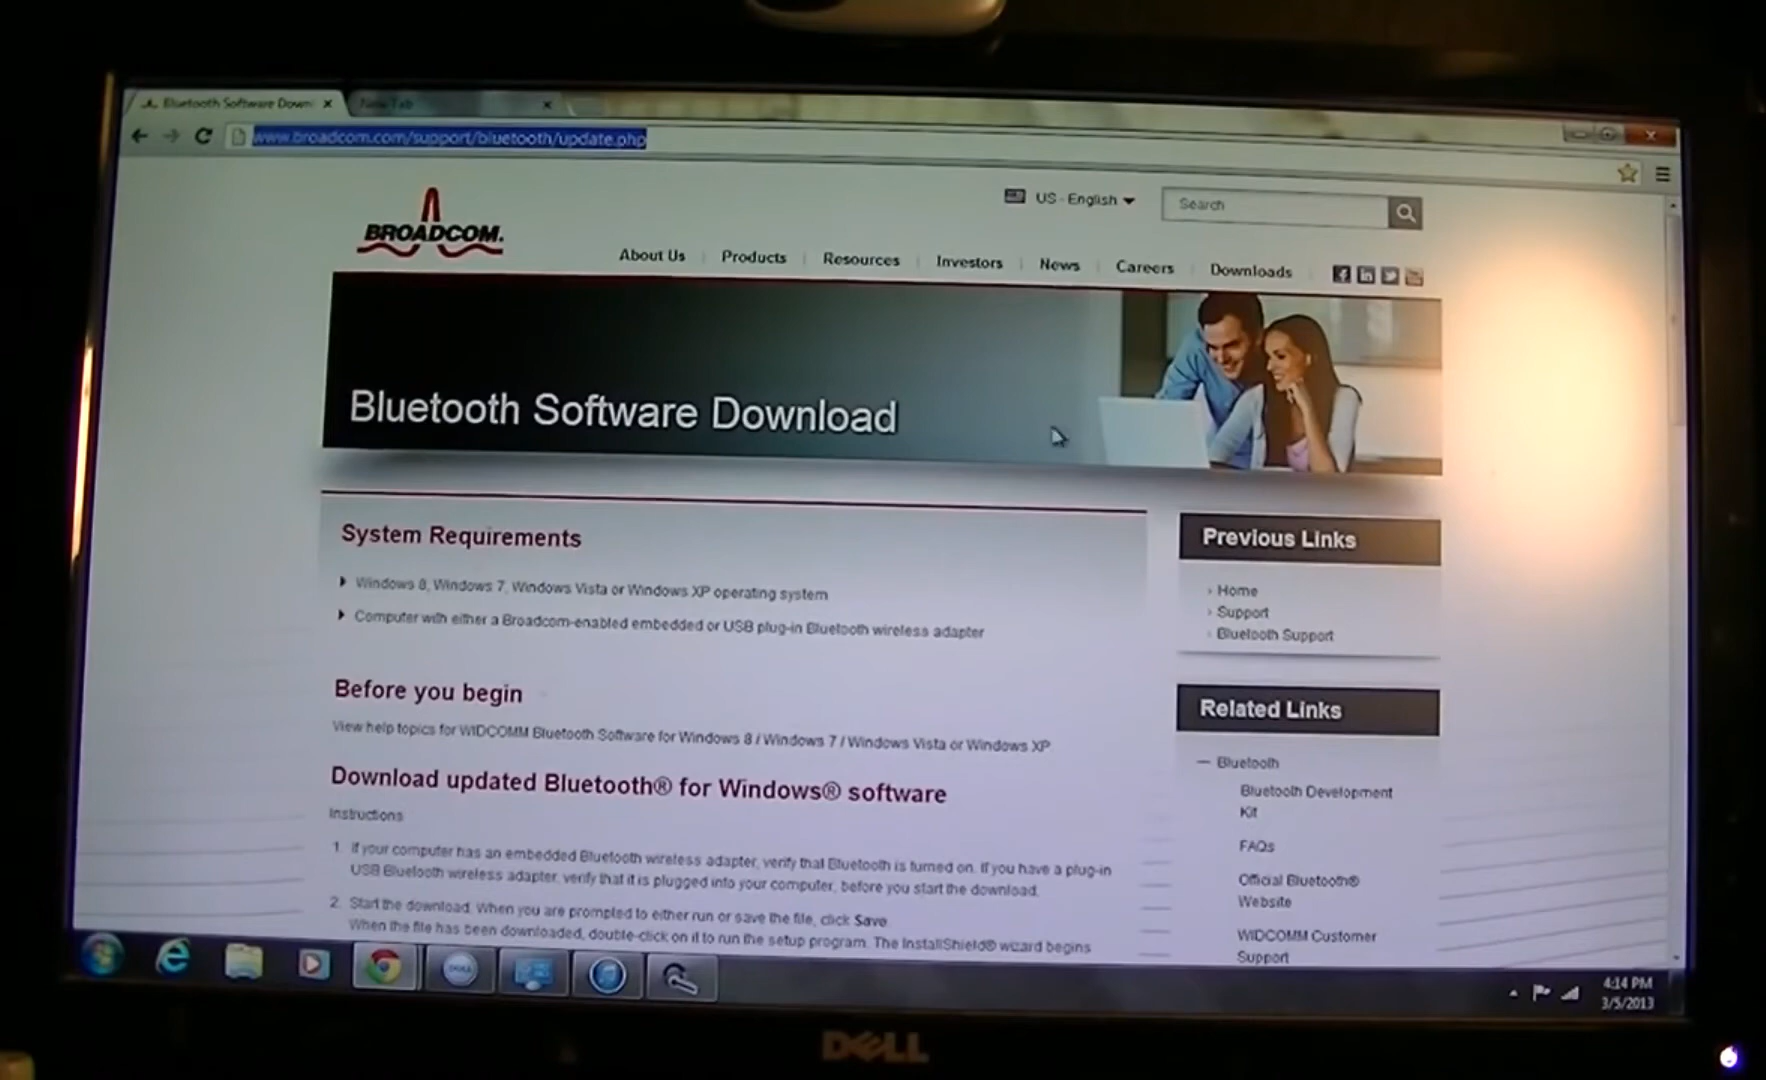 Bluetooth Software Down
New Tab
www.broadcom.com/support/bluetooth/update.php
US - English
Search
BROADCOM.
About Us
Products
Resources
Investors
News
Careers
Downloads
Bluetooth Software Download
System Requirements
Windows 8, Windows 7, Windows Vista or Windows XP operating system
Computer with either a Broadcom-enabled embedded or USB plug-in Bluetooth wireless adapter
Before you begin
View help topics for WIDCOMM Bluetooth Software for Windows 8 / Windows 7 / Windows Vista or Windows XP
Download updated Bluetooth® for Windows® software
Instructions
1. If your computer has an embedded Bluetooth wireless adapter, verify that Bluetooth is turned on. If you have a plug-in
USB Bluetooth wireless adapter, verify that it is plugged into your computer, before you start the download.
2. Start the download. When you are prompted to either run or save the file, click Save.
When the file has been downloaded, double-click on it to run the setup program. The InstallShield® wizard begins
Previous Links
Home
Support
Bluetooth Support
Related Links
Bluetooth
Bluetooth Development
Kit
FAQs
Official Bluetooth®
Website
WIDCOMM Customer
Support
4:14 PM
3/5/2013
DELL